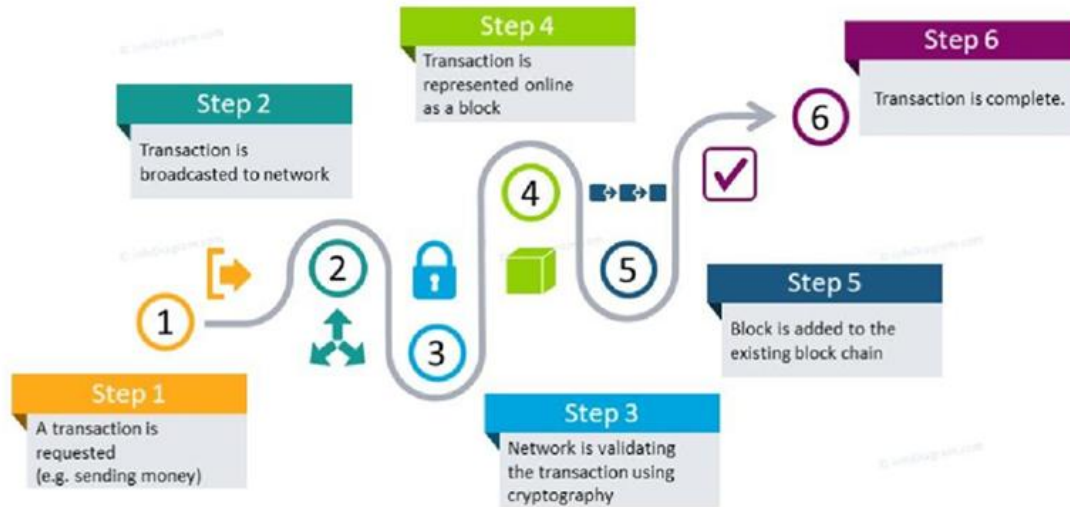 Step 1
A transaction is
requested
(e.g. sending money)
1
Step 2
Transaction is
broadcasted to network
2
Step 3
Network is validating
the transaction using
cryptography
3
Step 4
Transaction is
represented online
as a block
4
Step 5
Block is added to the
existing block chain
5
Step 6
Transaction is complete.
6